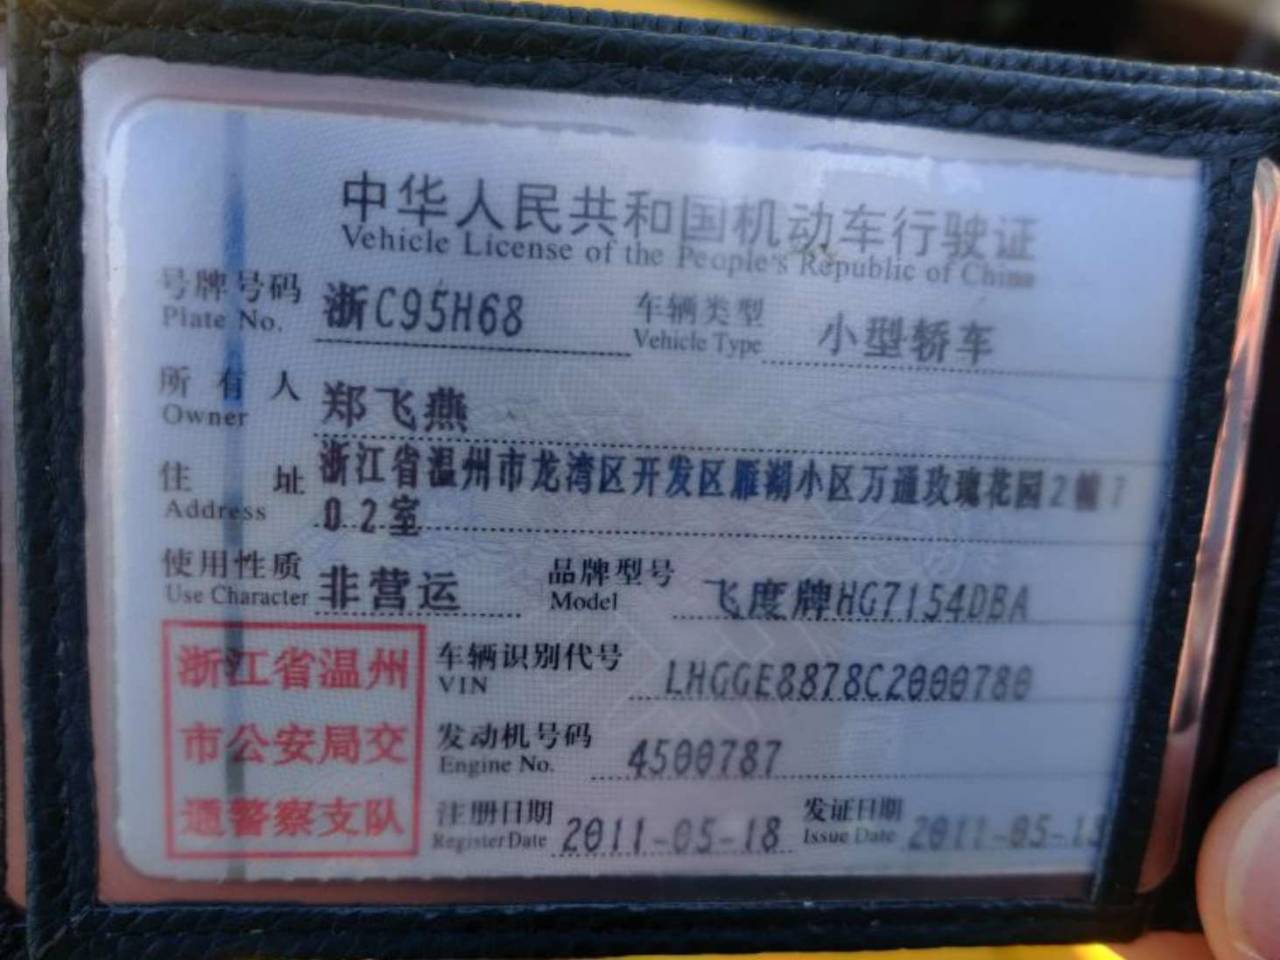 中华人民共和国机动车行驶证
Vehicle License of the People's Republic of China
号牌号码 浙C95H68 车辆类型 小型轿车
Plate No. Vehicle Type
所有人 郑飞燕
Owner
住址 浙江省温州市龙湾区开发区雁湖小区万通玫瑰花园2幢7
Address 02室
使用性质 非营运 品牌型号 飞度牌HG7154DBA
Use Character Model
浙江省温州 车辆识别代号 LHGGE8878C2000780
VIN
市公安局交 发动机号码 4500787
Engine No.
通警察支队 注册日期 2011-05-18 发证日期 2011-05-18
Register Date Issue Date